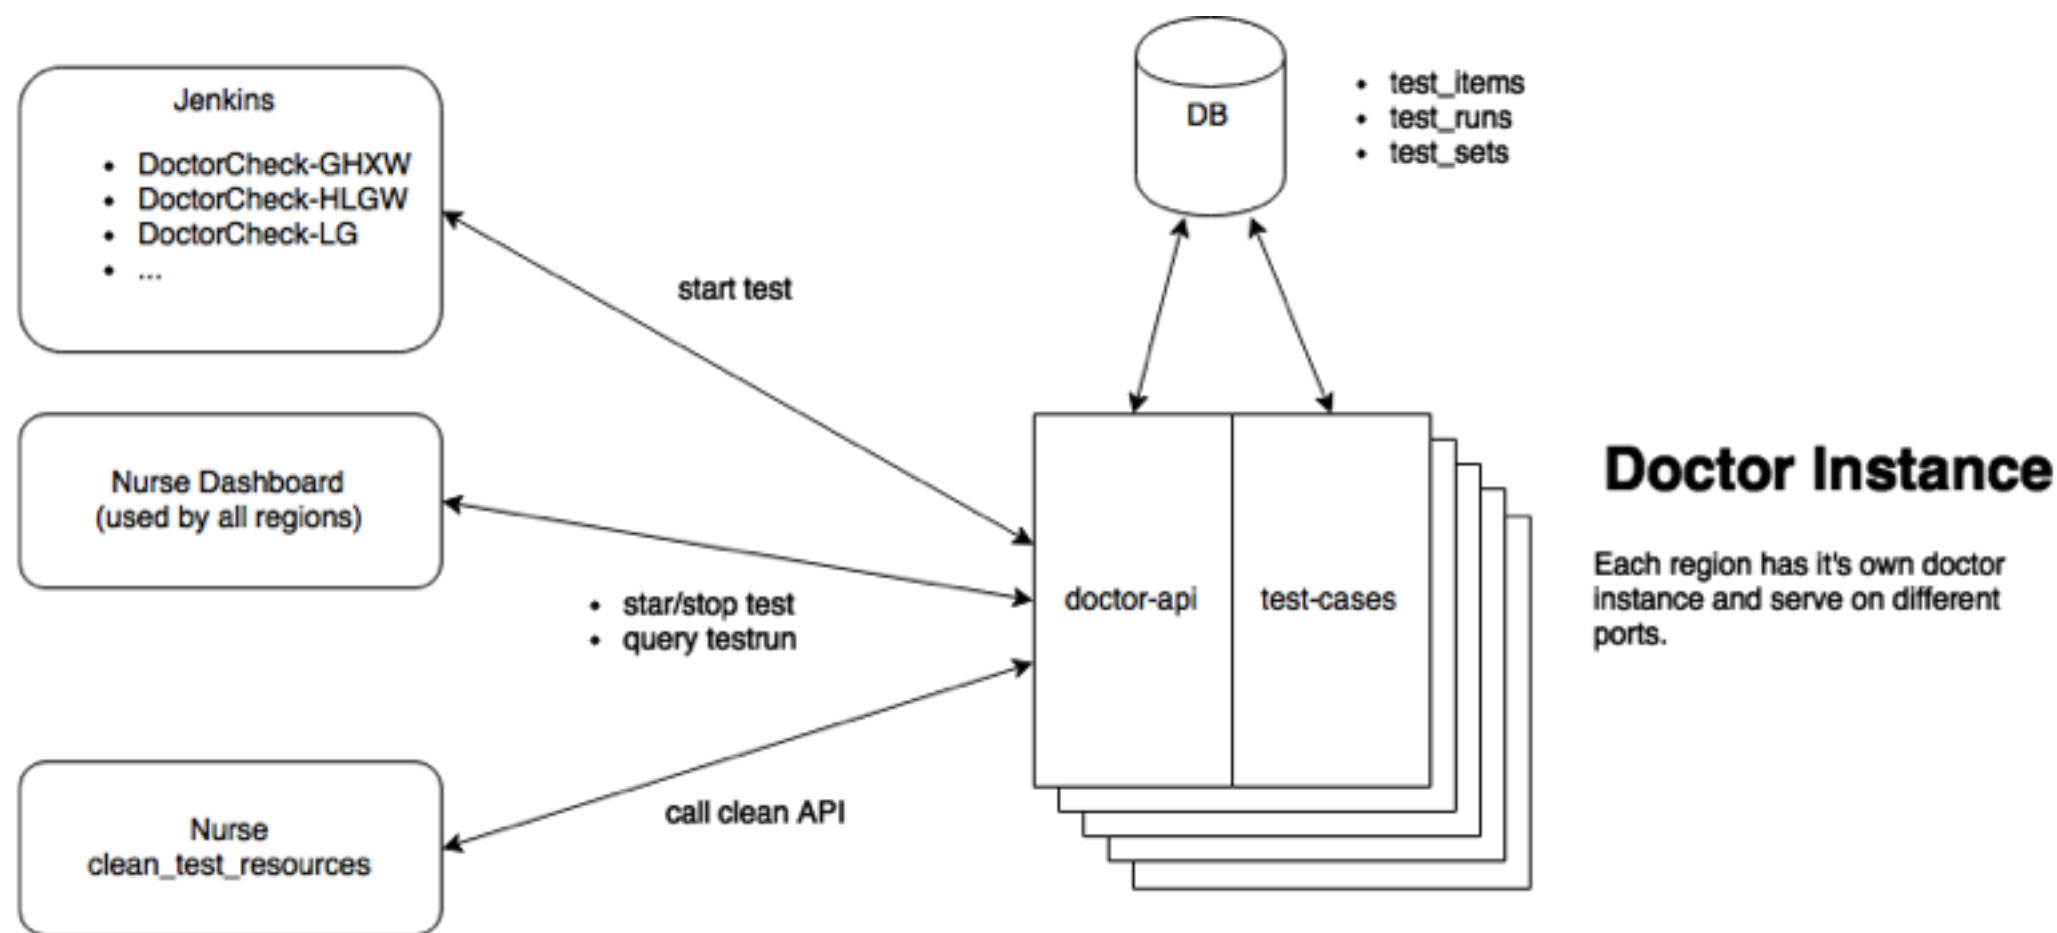 Jenkins
• DoctorCheck-GHXW
• DoctorCheck-HLGW
• DoctorCheck-LG
• ...
start test
DB
• test_items
• test_runs
• test_sets
Nurse Dashboard
(used by all regions)
• star/stop test
• query testrun
Nurse
clean_test_resources
call clean API
doctor-api
test-cases
Doctor Instance
Each region has it's own doctor
instance and serve on different
ports.